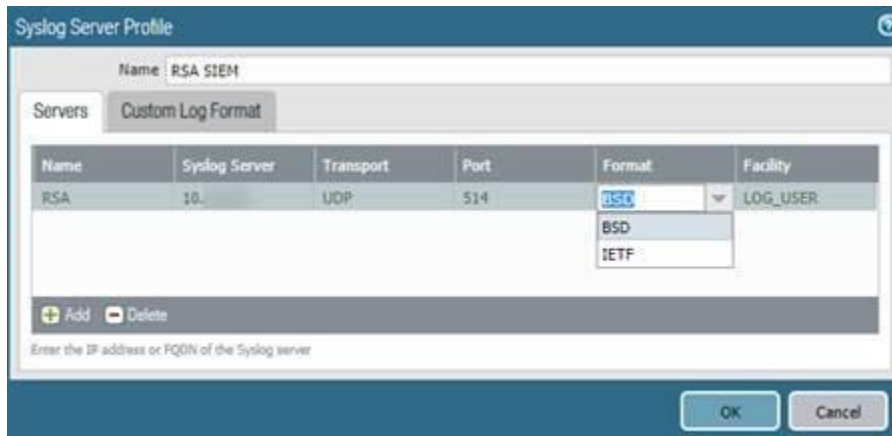 Syslog Server Profile
Name RSA SIEM
Servers Custom Log Format
Name Syslog Server Transport Port Format Facility
RSA 10. UDP 514 BSD LOG_USER
BSD
IETF
Add Delete
Enter the IP address or FQDN of the Syslog server
OK Cancel